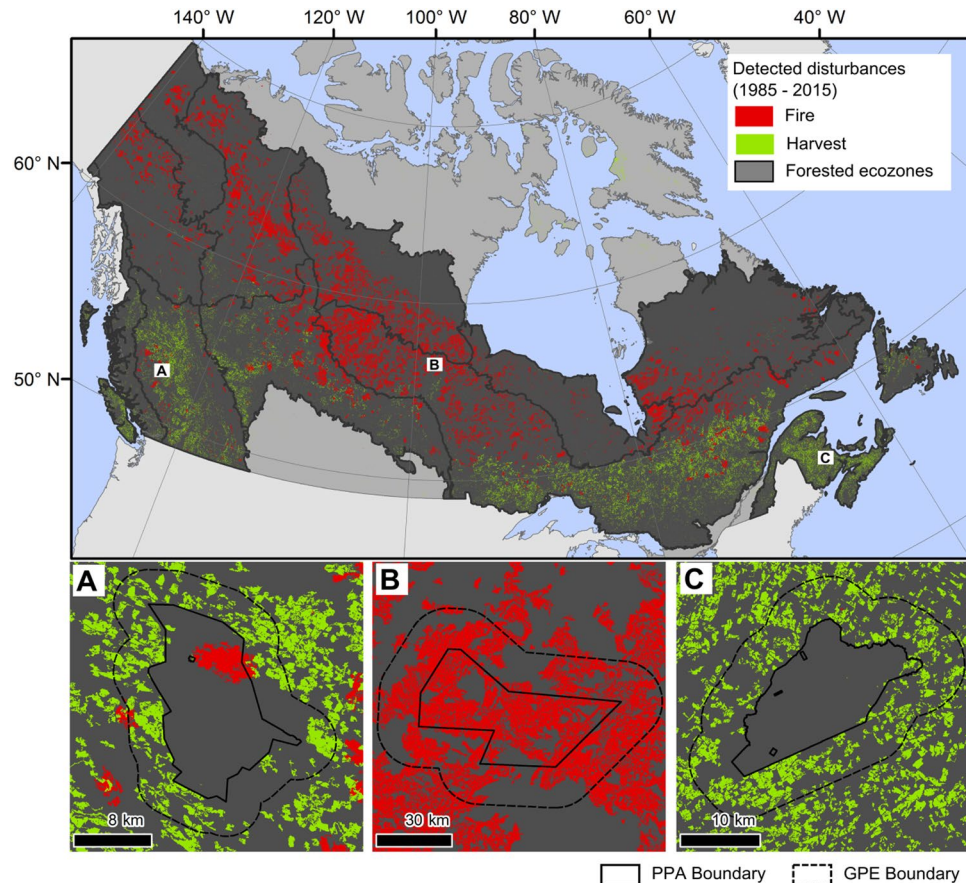 140° W 120° W 100° W 80° W 60° W 40° W
60° N
50° N
Detected disturbances
(1985 - 2015)
Fire
Harvest
Forested ecozones
A
B
C
A
B
C
8 km
30 km
10 km
PPA Boundary
GPE Boundary